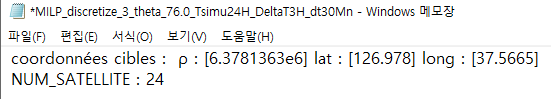 *MILP_discretize_3_theta_76.0_Tsimu24H_DeltaT3H_dt30Mn - Windows 메모장
파일(F) 편집(E) 서식(O) 보기(V) 도움말(H)
coordonnées cibles : ρ : [6.3781363e6] lat : [126.978] long : [37.5665]
NUM_SATELLITE : 24